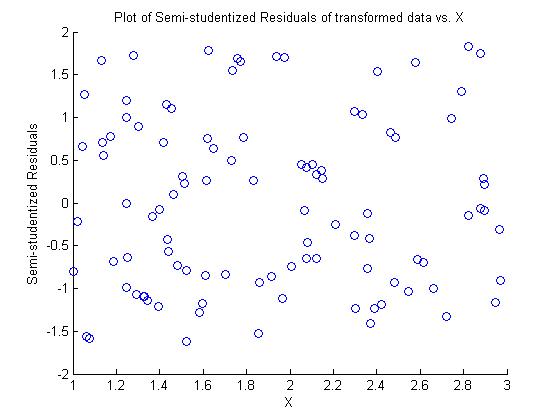 Plot of Semi-studentized Residuals of transformed data vs. X
Semi-studentized Residuals
2
1.5
1
0.5
0
-0.5
-1
-1.5
-2
1 1.2 1.4 1.6 1.8 2 2.2 2.4 2.6 2.8 3
X